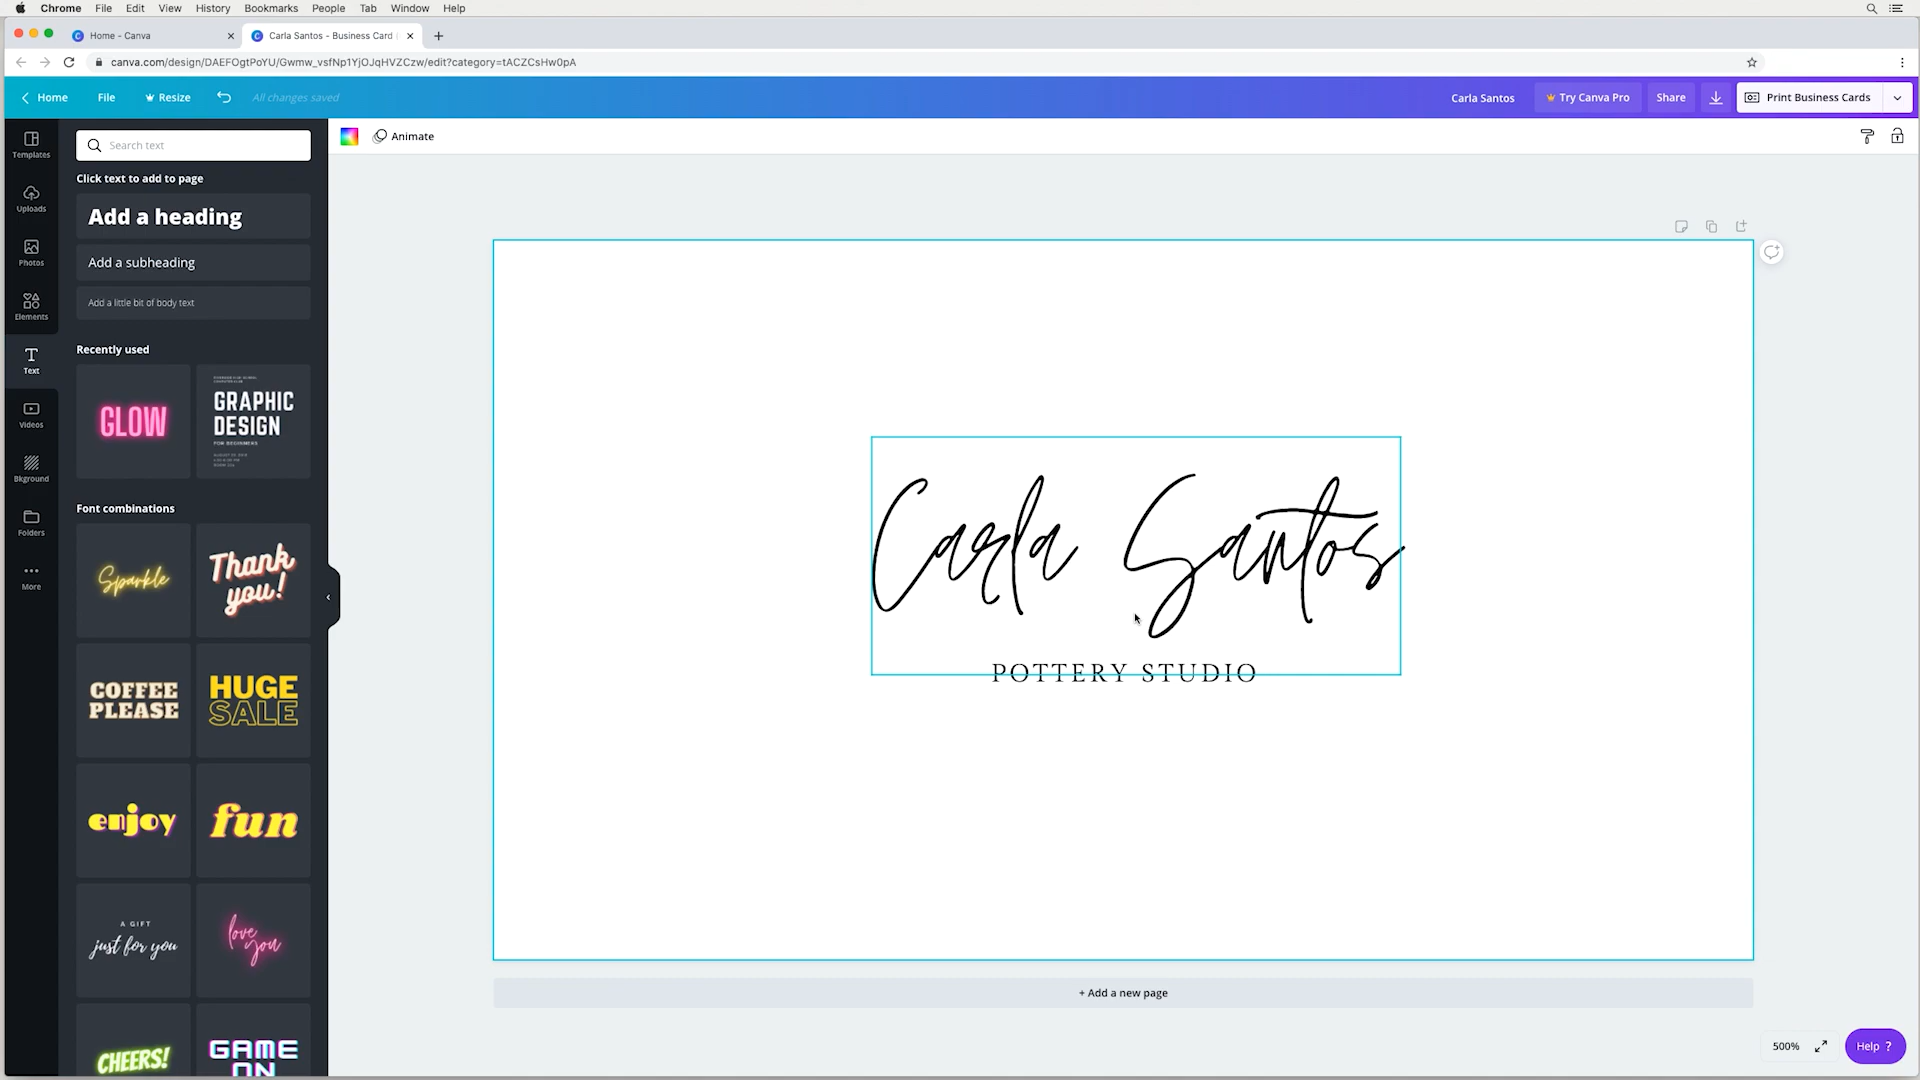 Chrome File Edit View History Bookmarks People Tab Window Help
Home - Canva
Carla Santos - Business Card
canva.com/design/DAEFOgtPoYU/Gwmw_vsfNp1YjOJqHVZCzw/edit?category=tACZCsHw0pA
Home File Resize All changes saved Carla Santos Try Canva Pro Share Print Business Cards
Templates
Uploads
Photos
Elements
Text
Videos
Bkground
Folders
More
Search text
Click text to add to page
Add a heading
Add a subheading
Add a little bit of body text
Recently used
GLOW
GRAPHIC
DESIGN
FOR BEGINNERS
Font combinations
Sparkle
Thank
you!
COFFEE
PLEASE
HUGE
SALE
enjoy
fun
A GIFT
just for you
love
you
CHEERS!
GAME
ON
Animate
Carla Santos
POTTERY STUDIO
+ Add a new page
500%
Help ?